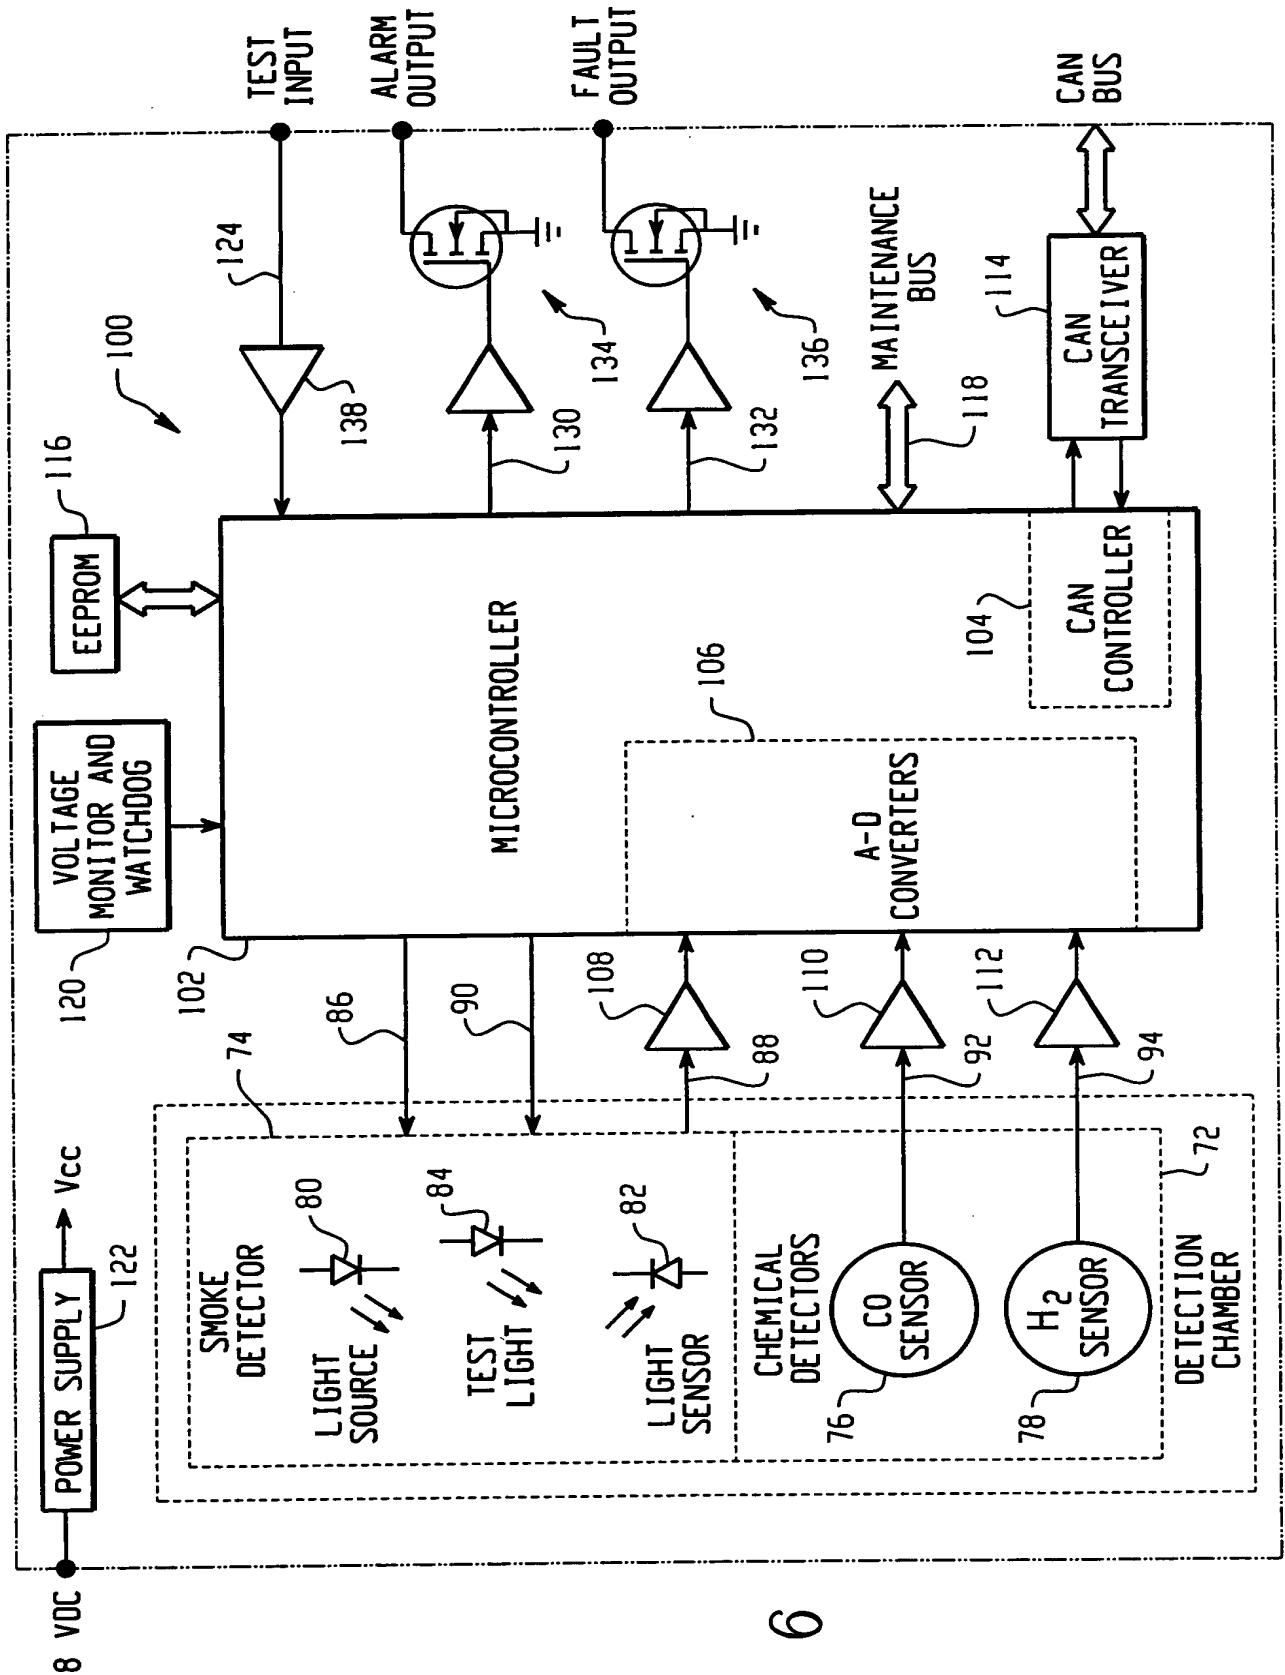 8 VDC
POWER SUPPLY
Vcc
122
VOLTAGE
MONITOR AND
WATCHDOG
120
EEPROM
116
100
TEST
INPUT
124
138
ALARM
OUTPUT
130
134
FAULT
OUTPUT
132
136
MAINTENANCE
BUS
118
CAN
BUS
CAN
TRANSCEIVER
114
MICROCONTROLLER
102
A-D
CONVERTERS
106
CAN
CONTROLLER
104
86
90
74
108
88
110
92
112
94
SMOKE
DETECTOR
LIGHT
SOURCE
80
TEST
LIGHT
84
LIGHT
SENSOR
82
CHEMICAL
DETECTORS
CO
SENSOR
76
H2
SENSOR
78
72
DETECTION
CHAMBER
6